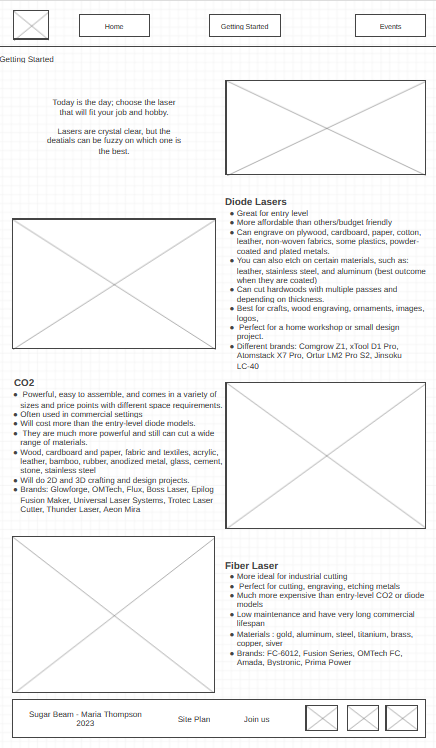 Home
Getting Started
Events
Getting Started
Today is the day; choose the laser
that will fit your job and hobby.
Lasers are crystal clear, but the
deatials can be fuzzy on which one is
the best.
Diode Lasers
● Great for entry level
● More affordable than others/budget friendly
● Can engrave on plywood, cardboard, paper, cotton,
leather, non-woven fabrics, some plastics, powder-
coated and plated metals.
● You can also etch on certain materials, such as:
leather, stainless steel, and aluminum (best outcome
when they are coated)
● Can cut hardwoods with multiple passes and
depending on thickness.
● Best for crafts, wood engraving, ornaments, images,
logos,
● Perfect for a home workshop or small design
project.
● Different brands: Comgrow Z1, xTool D1 Pro,
Atomstack X7 Pro, Ortur LM2 Pro S2, Jinsoku
LC-40
CO2
● Powerful, easy to assemble, and comes in a variety of
sizes and price points with different space requirements.
● Often used in commercial settings
● Will cost more than the entry-level diode models.
● They are much more powerful and still can cut a wide
range of materials.
● Wood, cardboard and paper, fabric and textiles, acrylic,
leather, bamboo, rubber, anodized metal, glass, cement,
stone, stainless steel
● Will do 2D and 3D crafting and design projects.
● Brands: Glowforge, OMTech, Flux, Boss Laser, Epilog
Fusion Maker, Universal Laser Systems, Trotec Laser
Cutter, Thunder Laser, Aeon Mira
Fiber Laser
● More ideal for industrial cutting
● Perfect for cutting, engraving, etching metals
● Much more expensive than entry-level CO2 or diode
models
● Low maintenance and have very long commercial
lifespan
● Materials : gold, aluminum, steel, titanium, brass,
copper, siver
● Brands: FC-6012, Fusion Series, OMTech FC,
Amada, Bystronic, Prima Power
Sugar Beam - Maria Thompson
2023
Site Plan
Join us